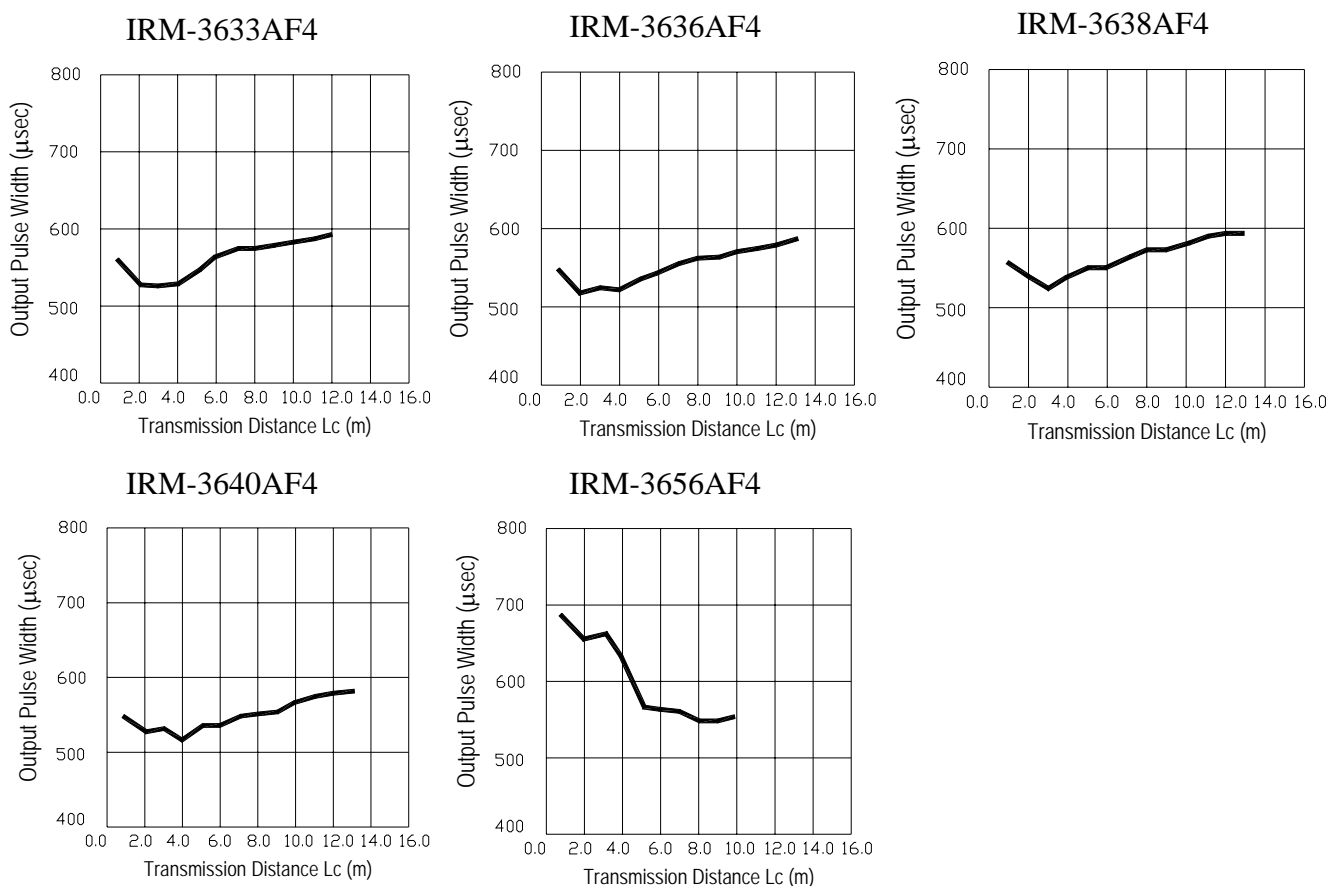 IRM-3633AF4
Output Pulse Width (μsec)
800
700
600
500
400
0.0 2.0 4.0 6.0 8.0 10.0 12.0 14.0 16.0
Transmission Distance Lc (m)
IRM-3636AF4
Output Pulse Width (μsec)
800
700
600
500
400
0.0 2.0 4.0 6.0 8.0 10.0 12.0 14.0 16.0
Transmission Distance Lc (m)
IRM-3638AF4
Output Pulse Width (μsec)
800
700
600
500
400
0.0 2.0 4.0 6.0 8.0 10.0 12.0 14.0 16.0
Transmission Distance Lc (m)
IRM-3640AF4
Output Pulse Width (μsec)
800
700
600
500
400
0.0 2.0 4.0 6.0 8.0 10.0 12.0 14.0 16.0
Transmission Distance Lc (m)
IRM-3656AF4
Output Pulse Width (μsec)
800
700
600
500
400
0.0 2.0 4.0 6.0 8.0 10.0 12.0 14.0 16.0
Transmission Distance Lc (m)